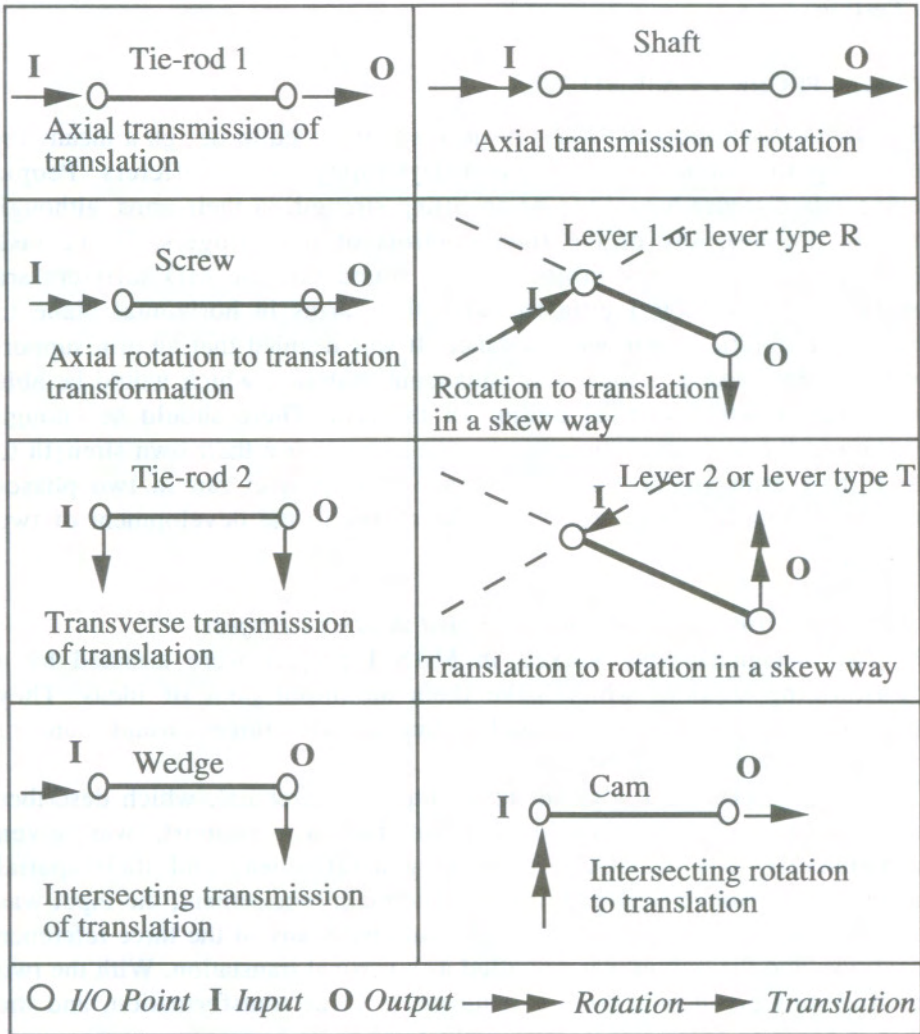 Tie-rod 1
I
O
Axial transmission of
translation
Shaft
I
O
Axial transmission of rotation
Screw
I
O
Axial rotation to translation
transformation
Lever 1 or lever type R
I
O
Rotation to translation
in a skew way
Tie-rod 2
I
O
Transverse transmission
of translation
Lever 2 or lever type T
I
O
Translation to rotation in a skew way
I
Wedge
O
Intersecting transmission
of translation
O
Cam
I
Intersecting rotation
to translation
I/O Point I Input O Output Rotation Translation